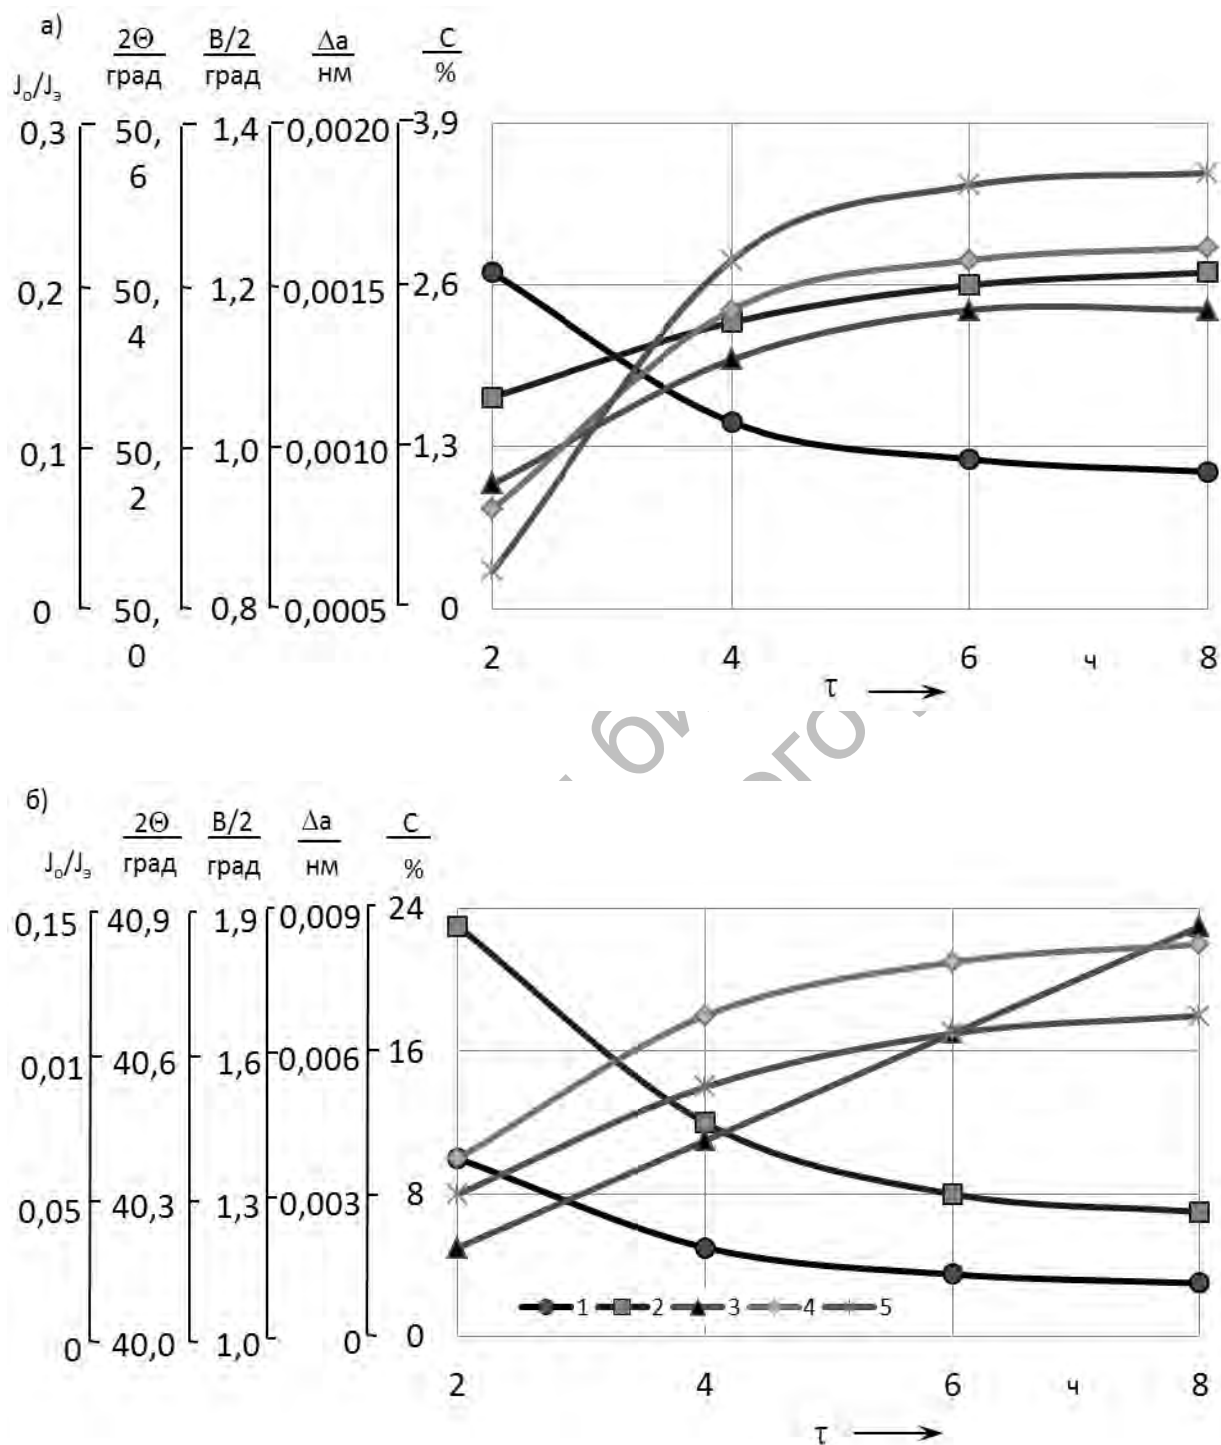 а)
2Θ B/2 Δa C
J₀/Jэ град град нм %
0,3 50,6 1,4 0,0020 3,9
0,2 50,4 1,2 0,0015 2,6
0,1 50,2 1,0 0,0010 1,3
0 50,0 0,8 0,0005 0
2 4 6 ч 8
τ
ого
б)
2Θ B/2 Δa C
J₀/Jэ град град нм %
0,15 40,9 1,9 0,009 24
0,01 40,6 1,6 0,006 16
0,05 40,3 1,3 0,003 8
1 2 3 4 5
0 40,0 1,0 0 0
2 4 6 ч 8
τ